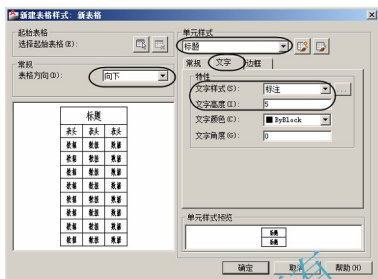 新建表格样式: 新表格
起始表格
选择起始表格(E):
常规
表格方向(D):
向下
标题
表头 表头 表头
数据 数据 数据
数据 数据 数据
数据 数据 数据
数据 数据 数据
数据 数据 数据
数据 数据 数据
数据 数据 数据
数据 数据 数据
单元样式
标题
常规 文字 边框
特性
文字样式(S):
标注
...
文字高度(I):
5
文字颜色(C):
ByBlock
文字角度(G):
0
单元样式预览
标题
标题
确定
取消
帮助(H)